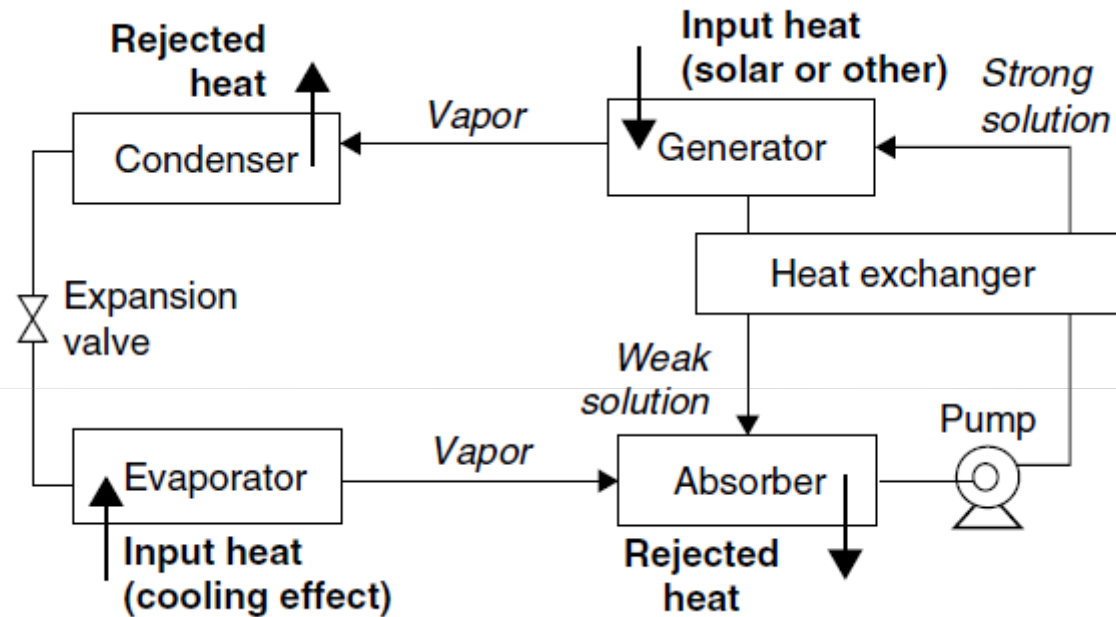 Rejected
heat
Input heat
(solar or other)
Strong
solution
Vapor
Condenser
Generator
Heat exchanger
Expansion
valve
Weak
solution
Pump
Vapor
Evaporator
Absorber
Input heat
(cooling effect)
Rejected
heat